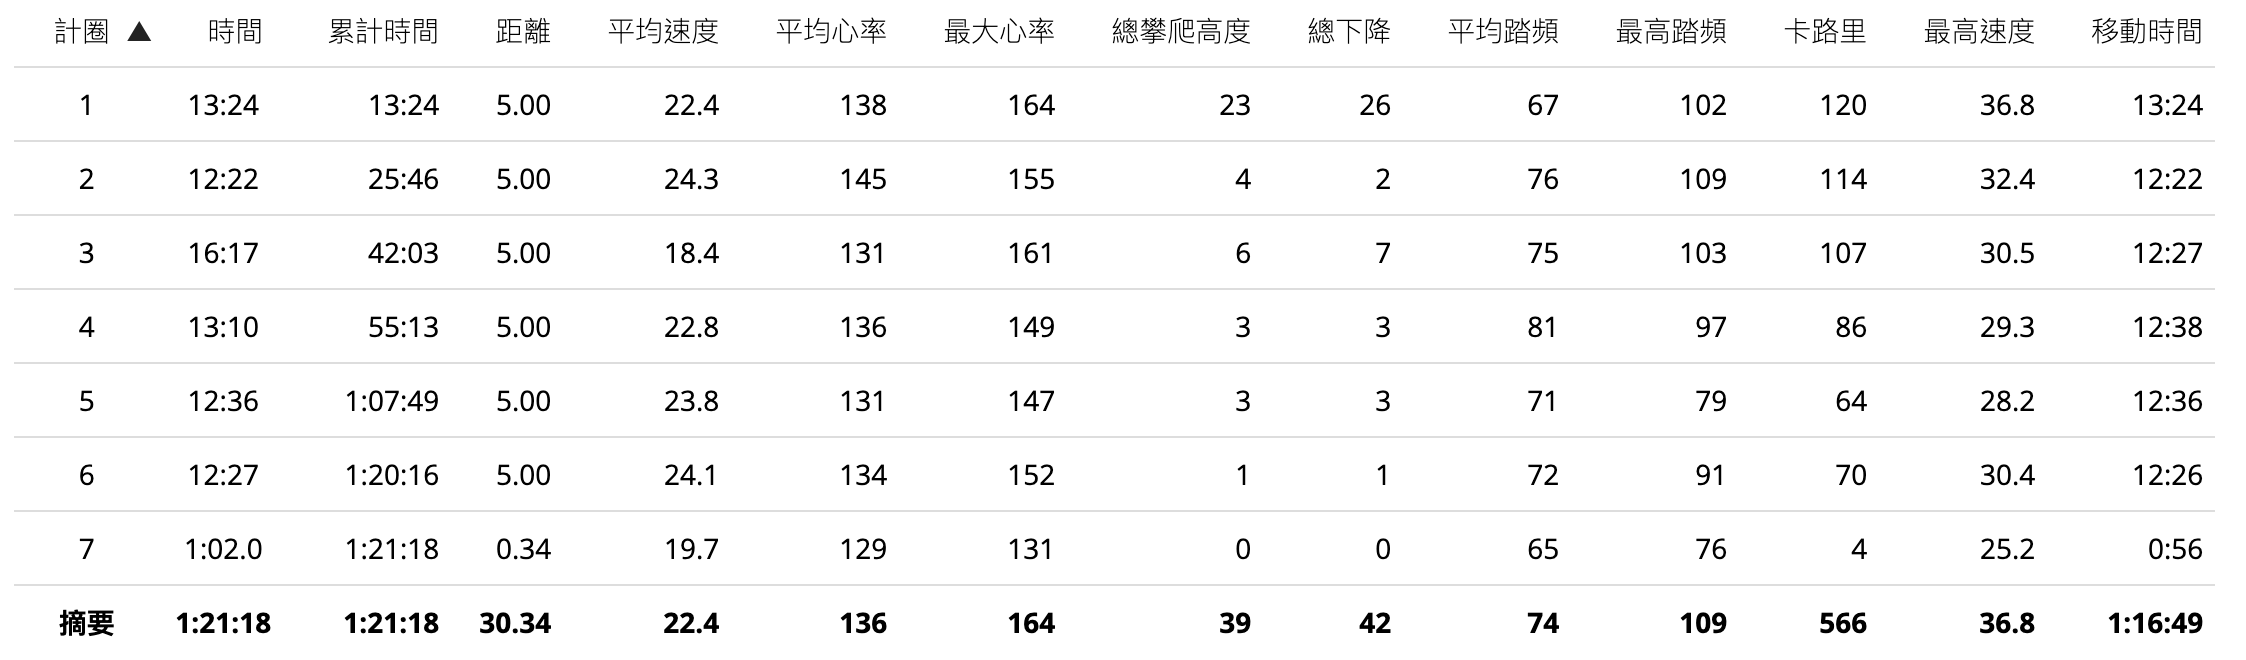 計圈 ▲ 時間 累計時間 距離 平均速度 平均心率 最大心率 總攀爬高度 總下降 平均踏頻 最高踏頻 卡路里 最高速度 移動時間
1 13:24 13:24 5.00 22.4 138 164 23 26 67 102 120 36.8 13:24
2 12:22 25:46 5.00 24.3 145 155 4 2 76 109 114 32.4 12:22
3 16:17 42:03 5.00 18.4 131 161 6 7 75 103 107 30.5 12:27
4 13:10 55:13 5.00 22.8 136 149 3 3 81 97 86 29.3 12:38
5 12:36 1:07:49 5.00 23.8 131 147 3 3 71 79 64 28.2 12:36
6 12:27 1:20:16 5.00 24.1 134 152 1 1 72 91 70 30.4 12:26
7 1:02.0 1:21:18 0.34 19.7 129 131 0 0 65 76 4 25.2 0:56
摘要 1:21:18 1:21:18 30.34 22.4 136 164 39 42 74 109 566 36.8 1:16:49